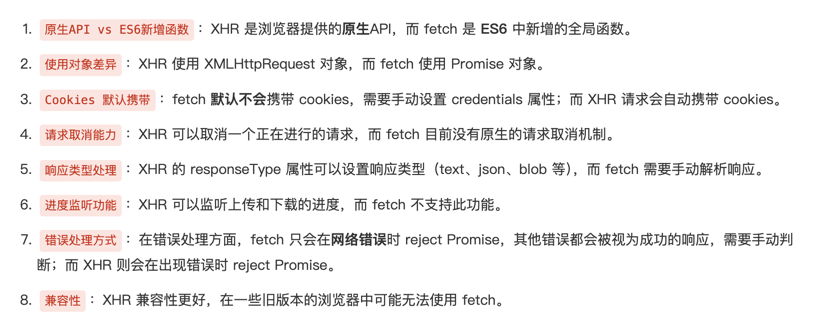 1. 原生API vs ES6新增函数 ：XHR 是浏览器提供的原生API，而 fetch 是 ES6 中新增的全局函数。
2. 使用对象差异 ：XHR 使用 XMLHttpRequest 对象，而 fetch 使用 Promise 对象。
3. Cookies 默认携带 ：fetch 默认不会携带 cookies，需要手动设置 credentials 属性；而 XHR 请求会自动携带 cookies。
4. 请求取消能力 ：XHR 可以取消一个正在进行的请求，而 fetch 目前没有原生的请求取消机制。
5. 响应类型处理 ：XHR 的 responseType 属性可以设置响应类型（text、json、blob 等），而 fetch 需要手动解析响应。
6. 进度监听功能 ：XHR 可以监听上传和下载的进度，而 fetch 不支持此功能。
7. 错误处理方式 ：在错误处理方面，fetch 只会在网络错误时 reject Promise，其他错误都会被视为成功的响应，需要手动判
断；而 XHR 则会在出现错误时 reject Promise。
8. 兼容性 ：XHR 兼容性更好，在一些旧版本的浏览器中可能无法使用 fetch。